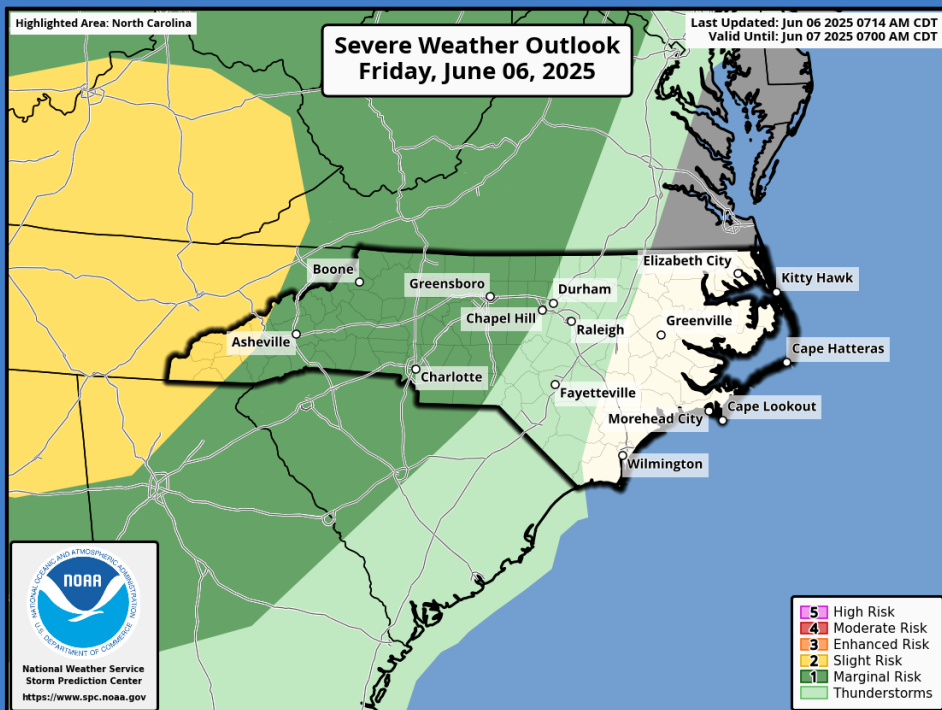 Highlighted Area: North Carolina
Last Updated: Jun 06 2025 0714 AM CDT
Valid Until: Jun 07 2025 0700 AM CDT
Severe Weather Outlook
Friday, June 06, 2025
Elizabeth City
Boone
Kitty Hawk
Greensboro
Durham
Chapel Hill
Greenville
Raleigh
Asheville
Cape Hatteras
Charlotte
Fayetteville
Cape Lookout
Morehead City
Wilmington
NATIONAL OCEANIC AND ATMOSPHERIC ADMINISTRATION
NOAA
U.S. DEPARTMENT OF COMMERCE
National Weather Service
Storm Prediction Center
https://www.spc.noaa.gov
5 High Risk
4 Moderate Risk
3 Enhanced Risk
2 Slight Risk
1 Marginal Risk
Thunderstorms